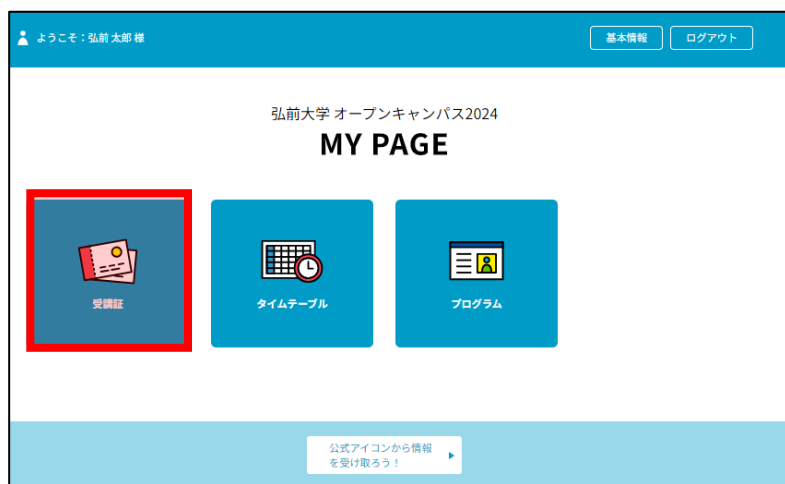 ようこそ：弘前 太郎 様
基本情報
ログアウト
弘前大学 オープンキャンパス2024
MY PAGE
受講証
タイムテーブル
プログラム
公式アイコンから情報
を受け取ろう！